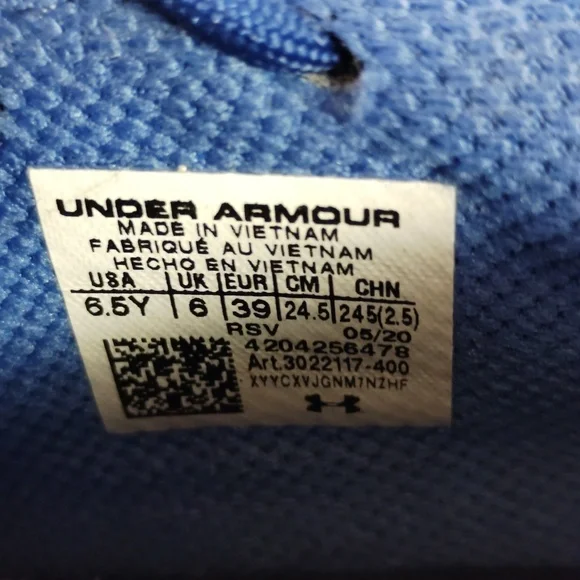 UNDER ARMOUR
MADE IN VIETNAM
FABRIQUÉ AU VIETNAM
HECHO EN VIETNAM
USA UK EUR CM CHN
6.5Y 6 39 24.5 245(2.5)
RSV 05/20
4204256478
Art.3022117-400
XYYCXVJGNM7NZHF